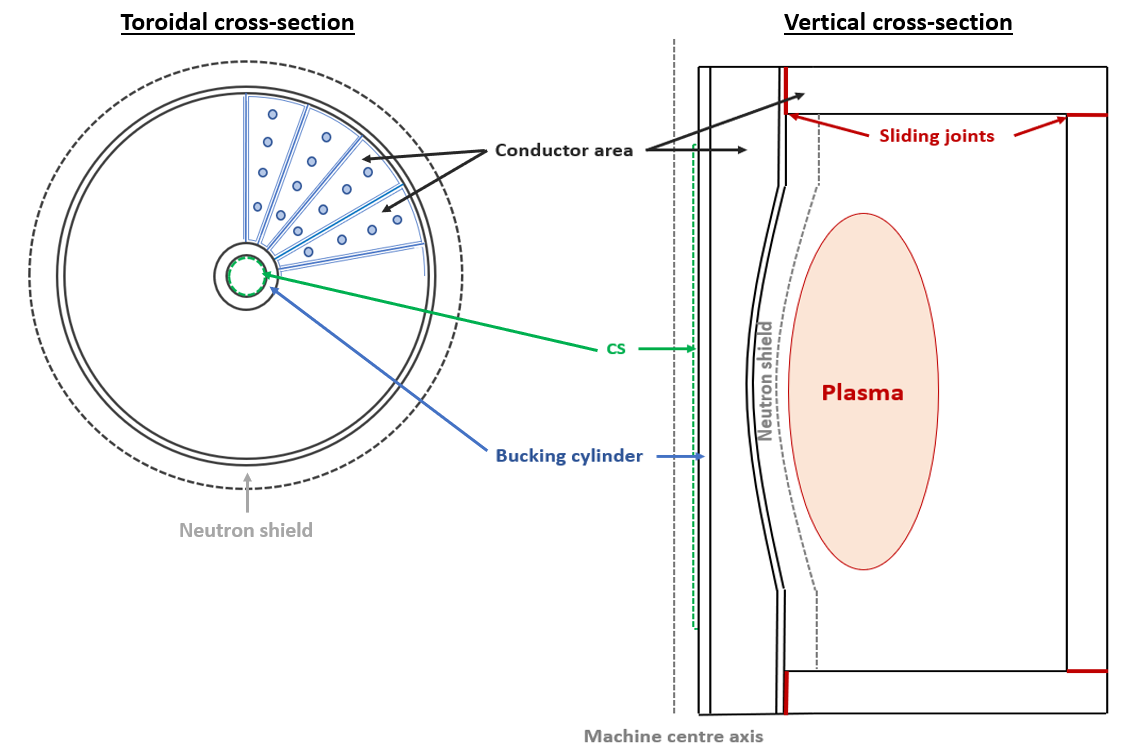 Toroidal cross-section
Vertical cross-section
Conductor area
Sliding joints
Neutron shield
CS
Plasma
Bucking cylinder
Neutron shield
Machine centre axis